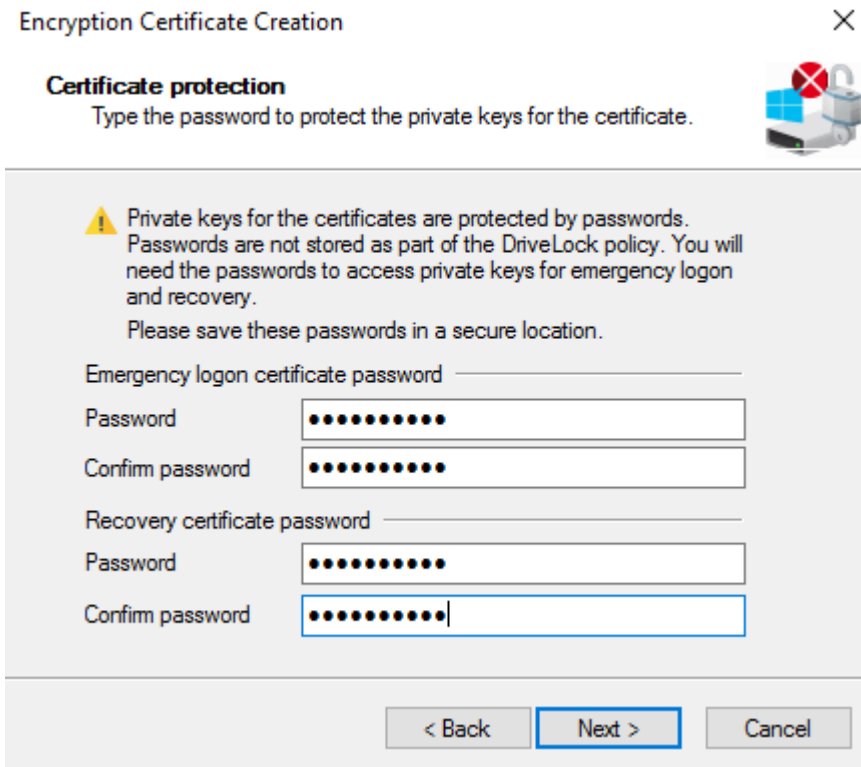 Encryption Certificate Creation
Certificate protection
Type the password to protect the private keys for the certificate.
Private keys for the certificates are protected by passwords.
Passwords are not stored as part of the DriveLock policy. You will
need the passwords to access private keys for emergency logon
and recovery.
Please save these passwords in a secure location.
Emergency logon certificate password
Password ●●●●●●●●●●
Confirm password ●●●●●●●●●●
Recovery certificate password
Password ●●●●●●●●●●
Confirm password ●●●●●●●●●●
< Back Next > Cancel